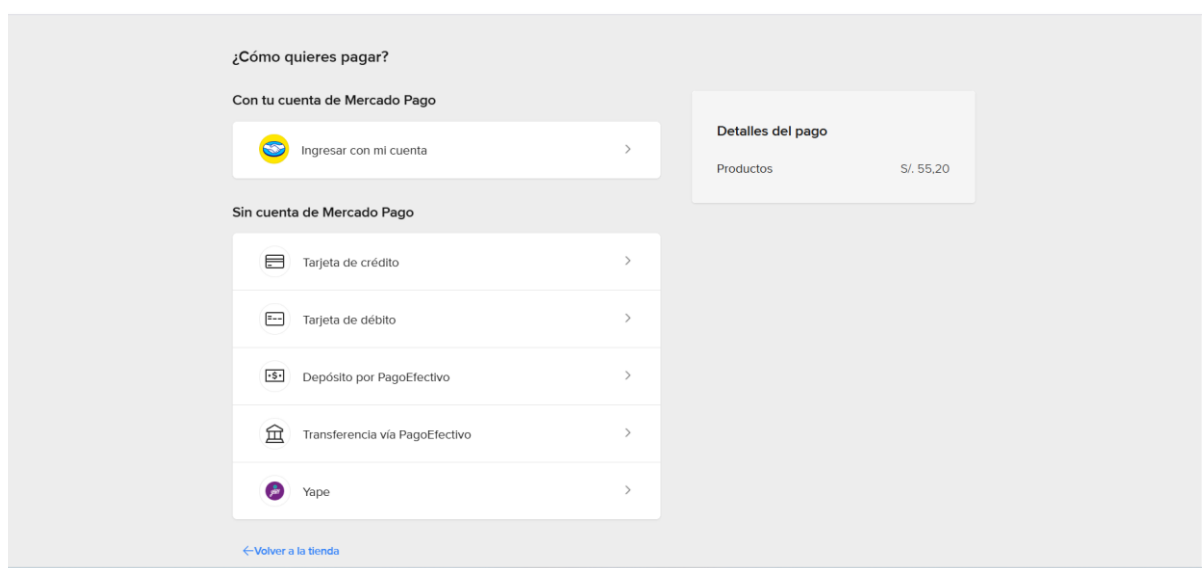 ¿Cómo quieres pagar?
Con tu cuenta de Mercado Pago
Ingresar con mi cuenta
Sin cuenta de Mercado Pago
Tarjeta de crédito
Tarjeta de débito
Depósito por PagoEfectivo
Transferencia vía PagoEfectivo
Yape
←Volver a la tienda
Detalles del pago
Productos S/. 55,20